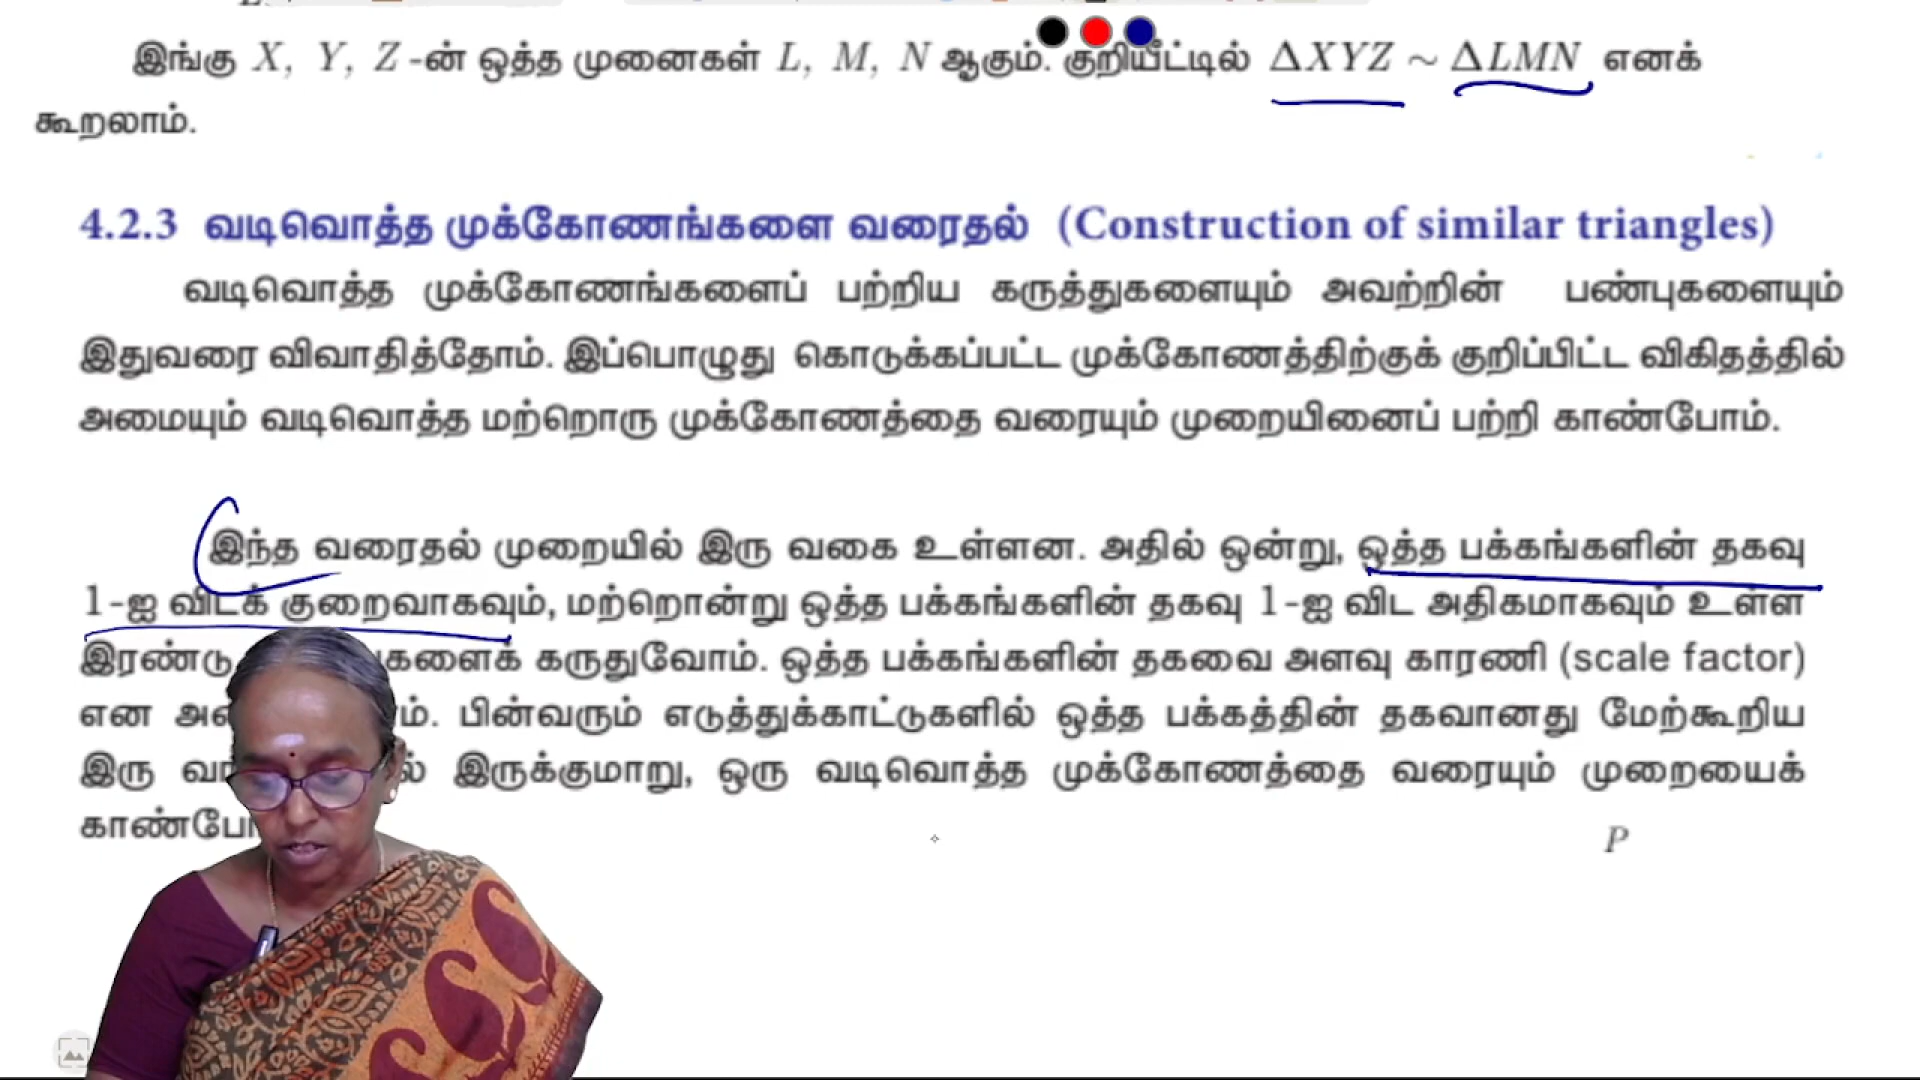 இங்கு X, Y, Z -ன் ஒத்த முனைகள் L, M, N ஆகும். குறியீட்டில் ΔXYZ ~ ΔLMN எனக்
கூறலாம்.
4.2.3 வடிவொத்த முக்கோணங்களை வரைதல் (Construction of similar triangles)
வடிவொத்த முக்கோணங்களைப் பற்றிய கருத்துகளையும் அவற்றின் பண்புகளையும்
இதுவரை விவாதித்தோம். இப்பொழுது கொடுக்கப்பட்ட முக்கோணத்திற்குக் குறிப்பிட்ட விகிதத்தில்
அமையும் வடிவொத்த மற்றொரு முக்கோணத்தை வரையும் முறையினைப் பற்றி காண்போம்.
இந்த வரைதல் முறையில் இரு வகை உள்ளன. அதில் ஒன்று, ஒத்த பக்கங்களின் தகவு
1-ஐ விடக் குறைவாகவும், மற்றொன்று ஒத்த பக்கங்களின் தகவு 1-ஐ விட அதிகமாகவும் உள்ள
இரண்டு களைக் கருதுவோம். ஒத்த பக்கங்களின் தகவை அளவு காரணி (scale factor)
என ம். பின்வரும் எடுத்துக்காட்டுகளில் ஒத்த பக்கத்தின் தகவானது மேற்கூறிய
இரு ல் இருக்குமாறு, ஒரு வடிவொத்த முக்கோணத்தை வரையும் முறையைக்
P